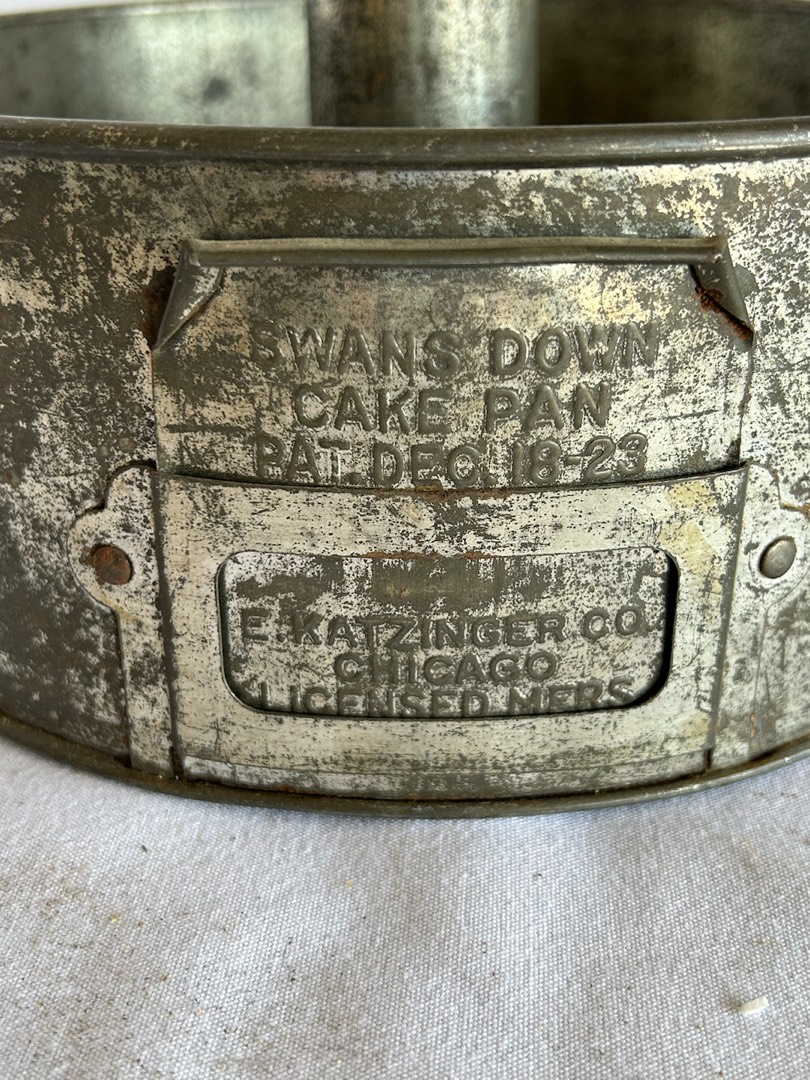 SWANS DOWN
CAKE PAN
PAT. DEC. 18-23
E. KATZINGER CO.
CHICAGO
LICENSED MFRS.